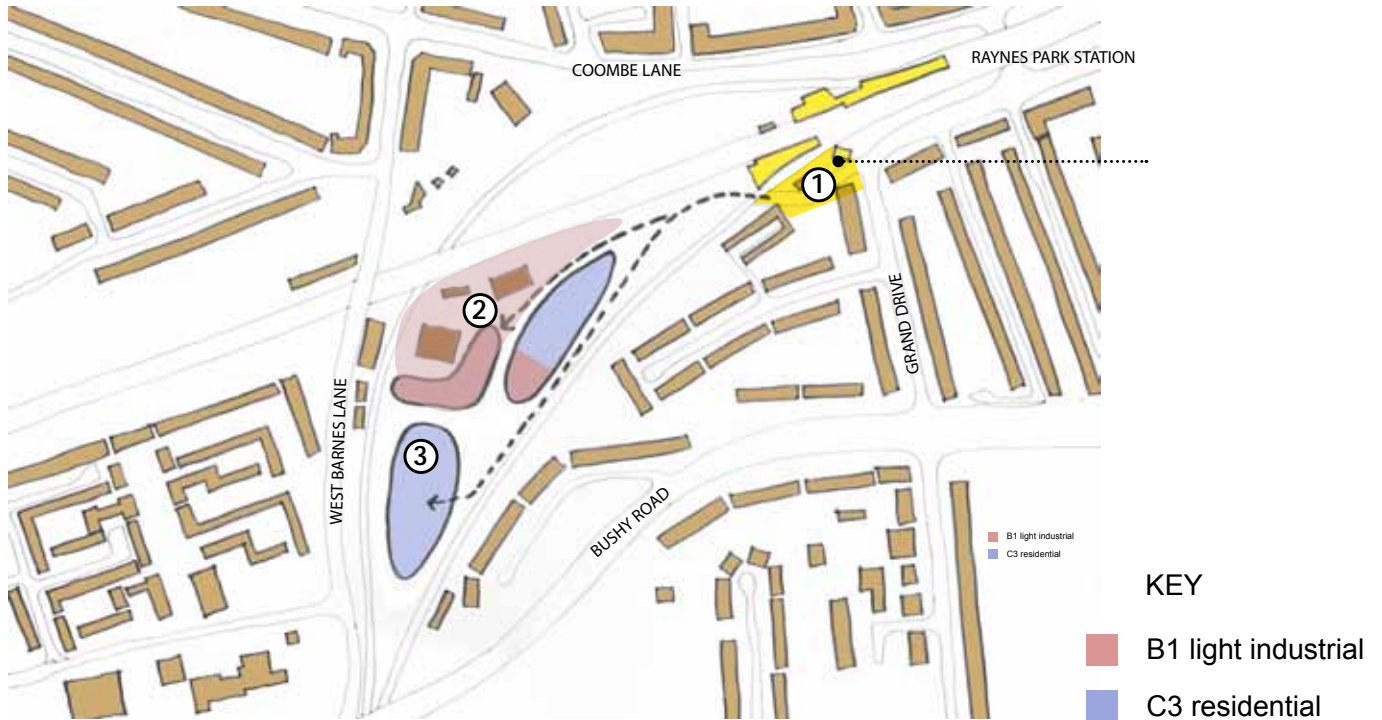 COOMBE LANE
RAYNES PARK STATION
1
2
3
WEST BARNES LANE
GRAND DRIVE
BUSHY ROAD
B1 light industrial
C3 residential
KEY
B1 light industrial
C3 residential